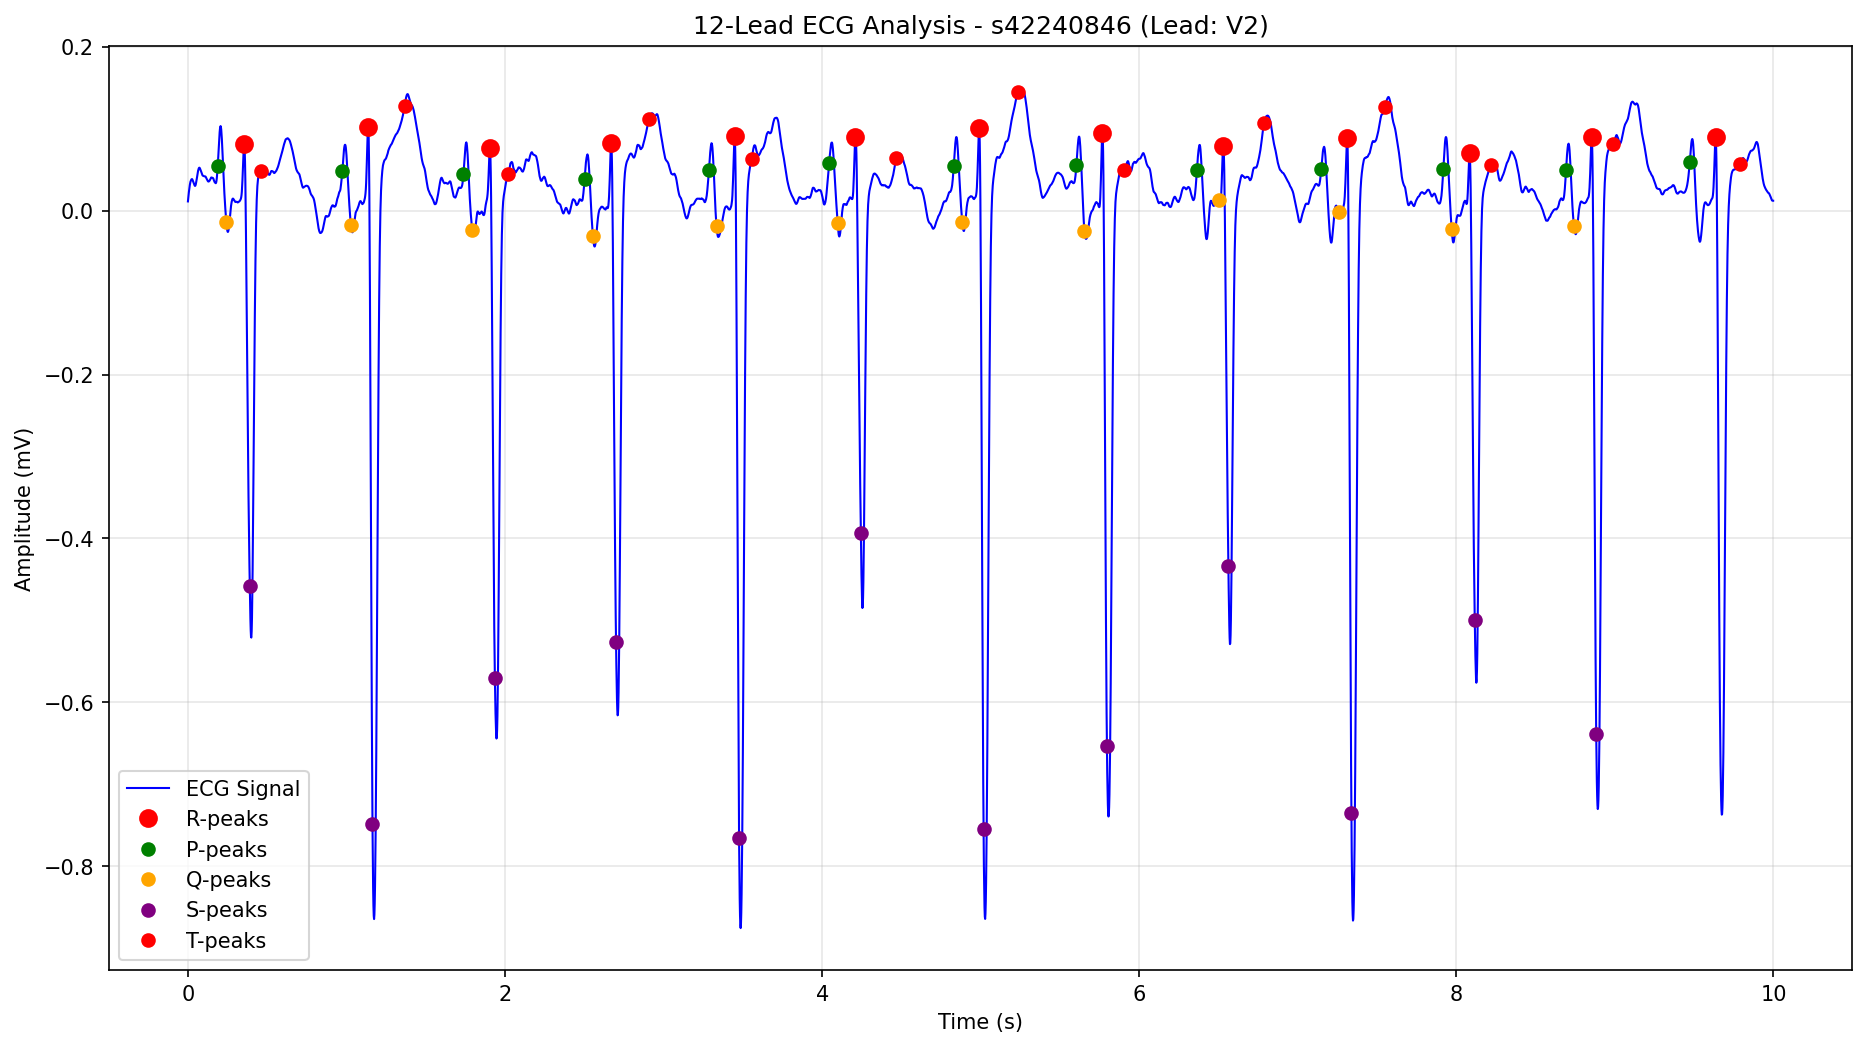 12-Lead ECG Analysis - s42240846 (Lead: V2)
0.2
0.0
−0.2
−0.4
−0.6
−0.8
Amplitude (mV)
ECG Signal
R-peaks
P-peaks
Q-peaks
S-peaks
T-peaks
0 2 4 6 8 10
Time (s)